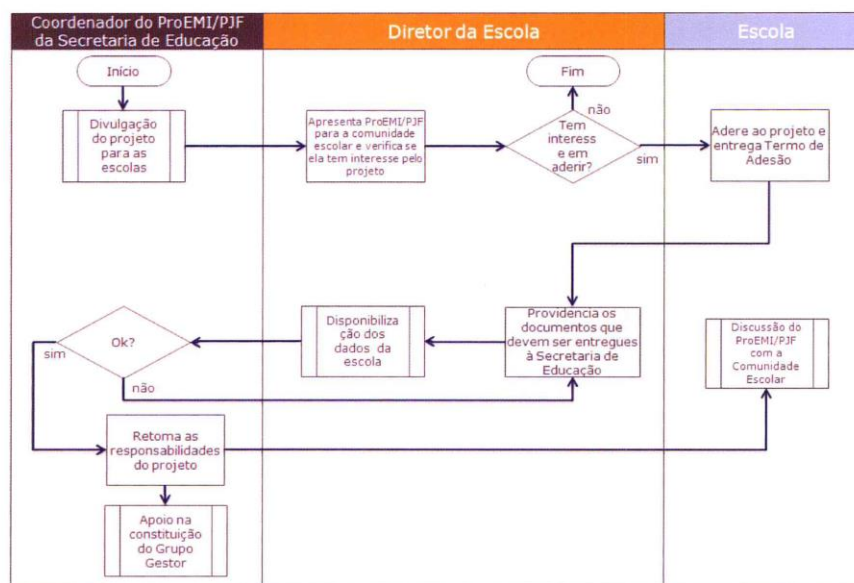 Coordenador do ProEMI/PJF
da Secretaria de Educação
Diretor da Escola
Escola
Início
Fim
Divulgação
do projeto
para as
escolas
Apresenta ProEMI/PJF
para a comunidade
escolar e verifica se
ela tem interesse pelo
projeto
não
Tem
interess
e em
aderir?
sim
Adere ao projeto e
entrega Termo de
Adesão
Ok?
sim
não
Disponibiliza
ção dos
dados da
escola
Providencia os
documentos que
devem ser entregues
à Secretaria de
Educação
Discussão do
ProEMI/PJF
com a
Comunidade
Escolar
Retoma as
responsabilidades
do projeto
Apoio na
constituição
do Grupo
Gestor